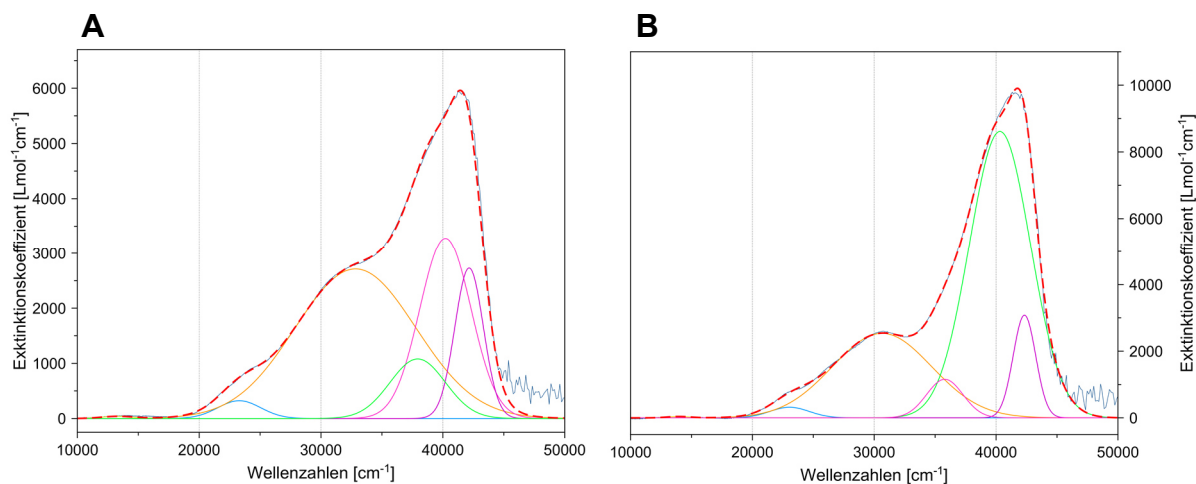 A
B
Exktinktionskoeffizient [Lmol-1cm-1]
6000
5000
4000
3000
2000
1000
0
10000 20000 30000 40000 50000
Wellenzahlen [cm-1]
10000
8000
6000
4000
2000
0
10000 20000 30000 40000 50000
Wellenzahlen [cm-1]
Exktinktionskoeffizient [Lmol-1cm-1]